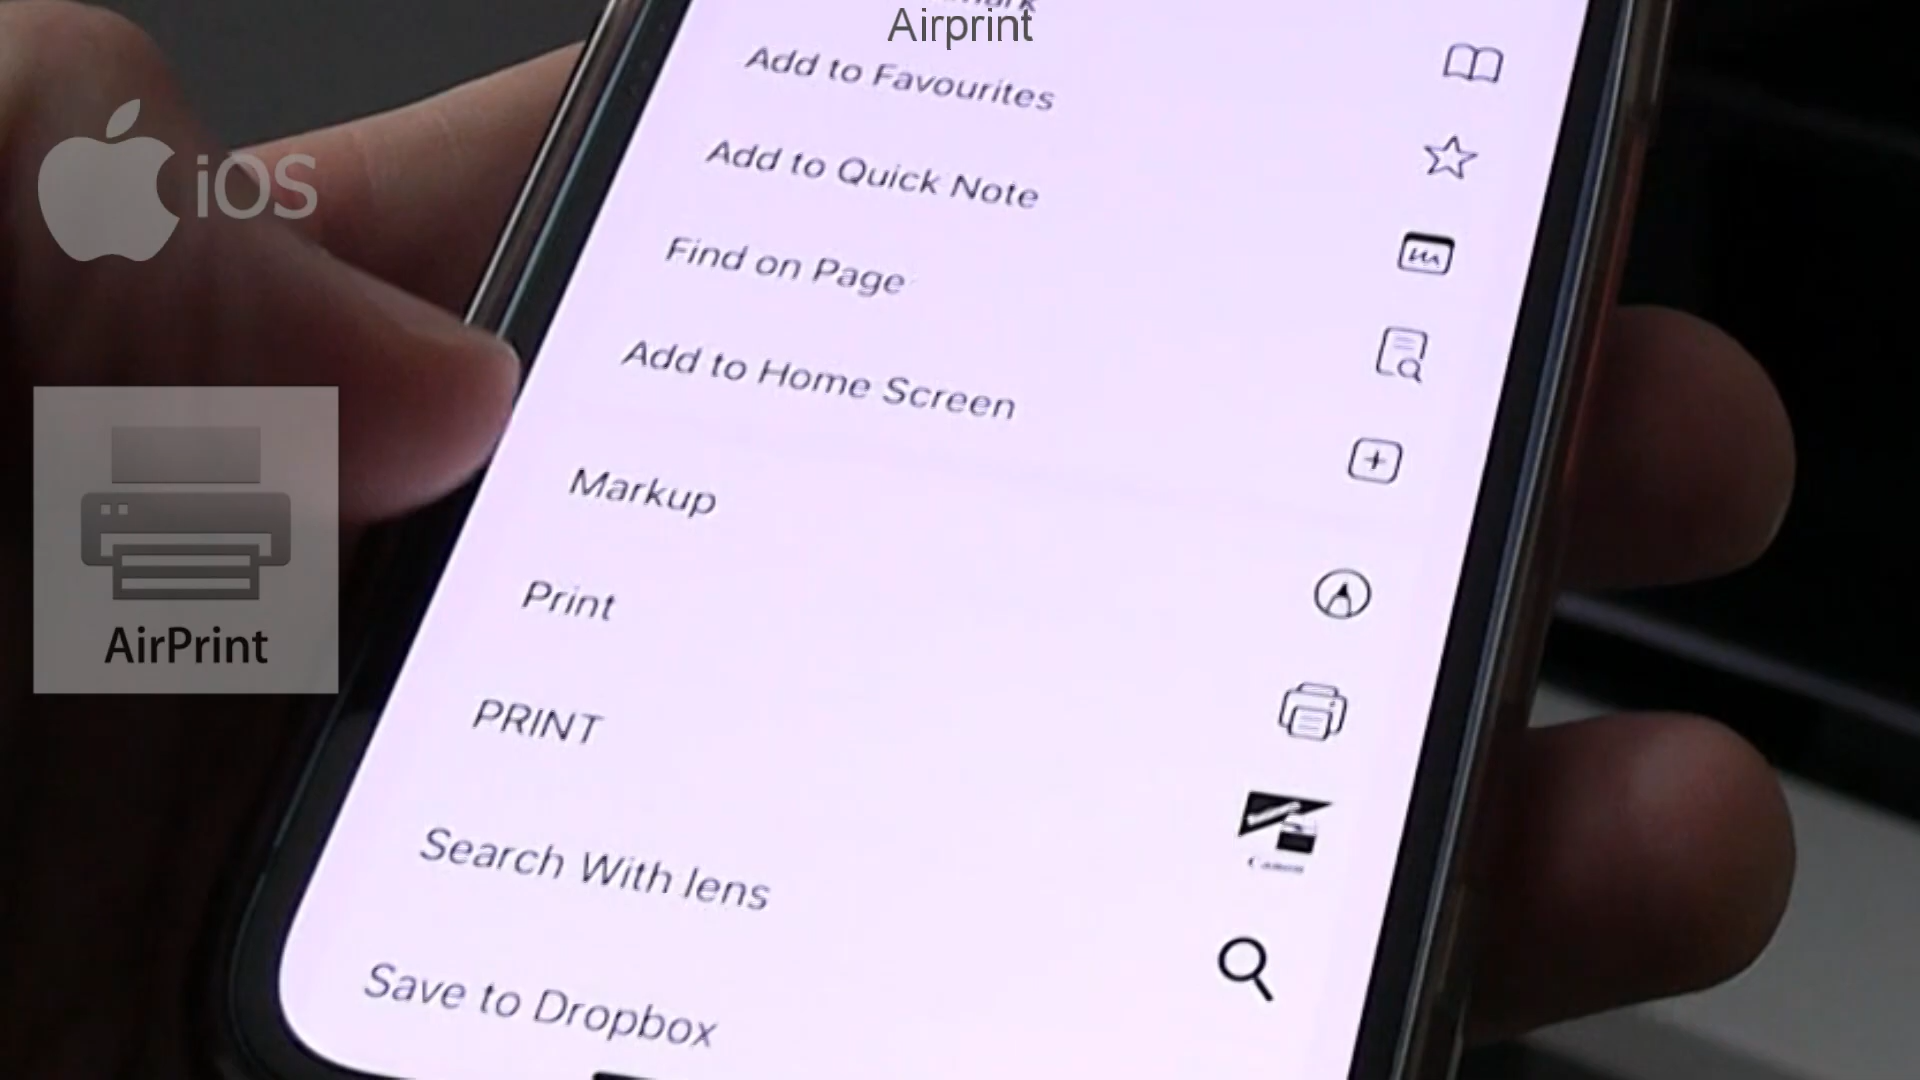 Airprint
Add to Favourites
Add to Quick Note
iOS
Find on Page
Add to Home Screen
Markup
Print
AirPrint
PRINT
Canon
Search With lens
Save to Dropbox